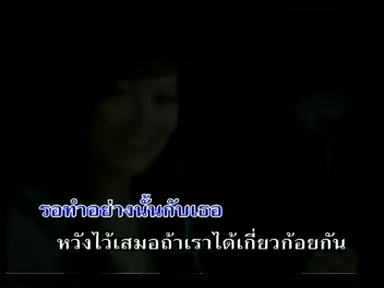 รอทำอย่างนั้นกับเธอ
หวังไว้เสมอถ้าเราได้เกี่ยวก้อยกัน